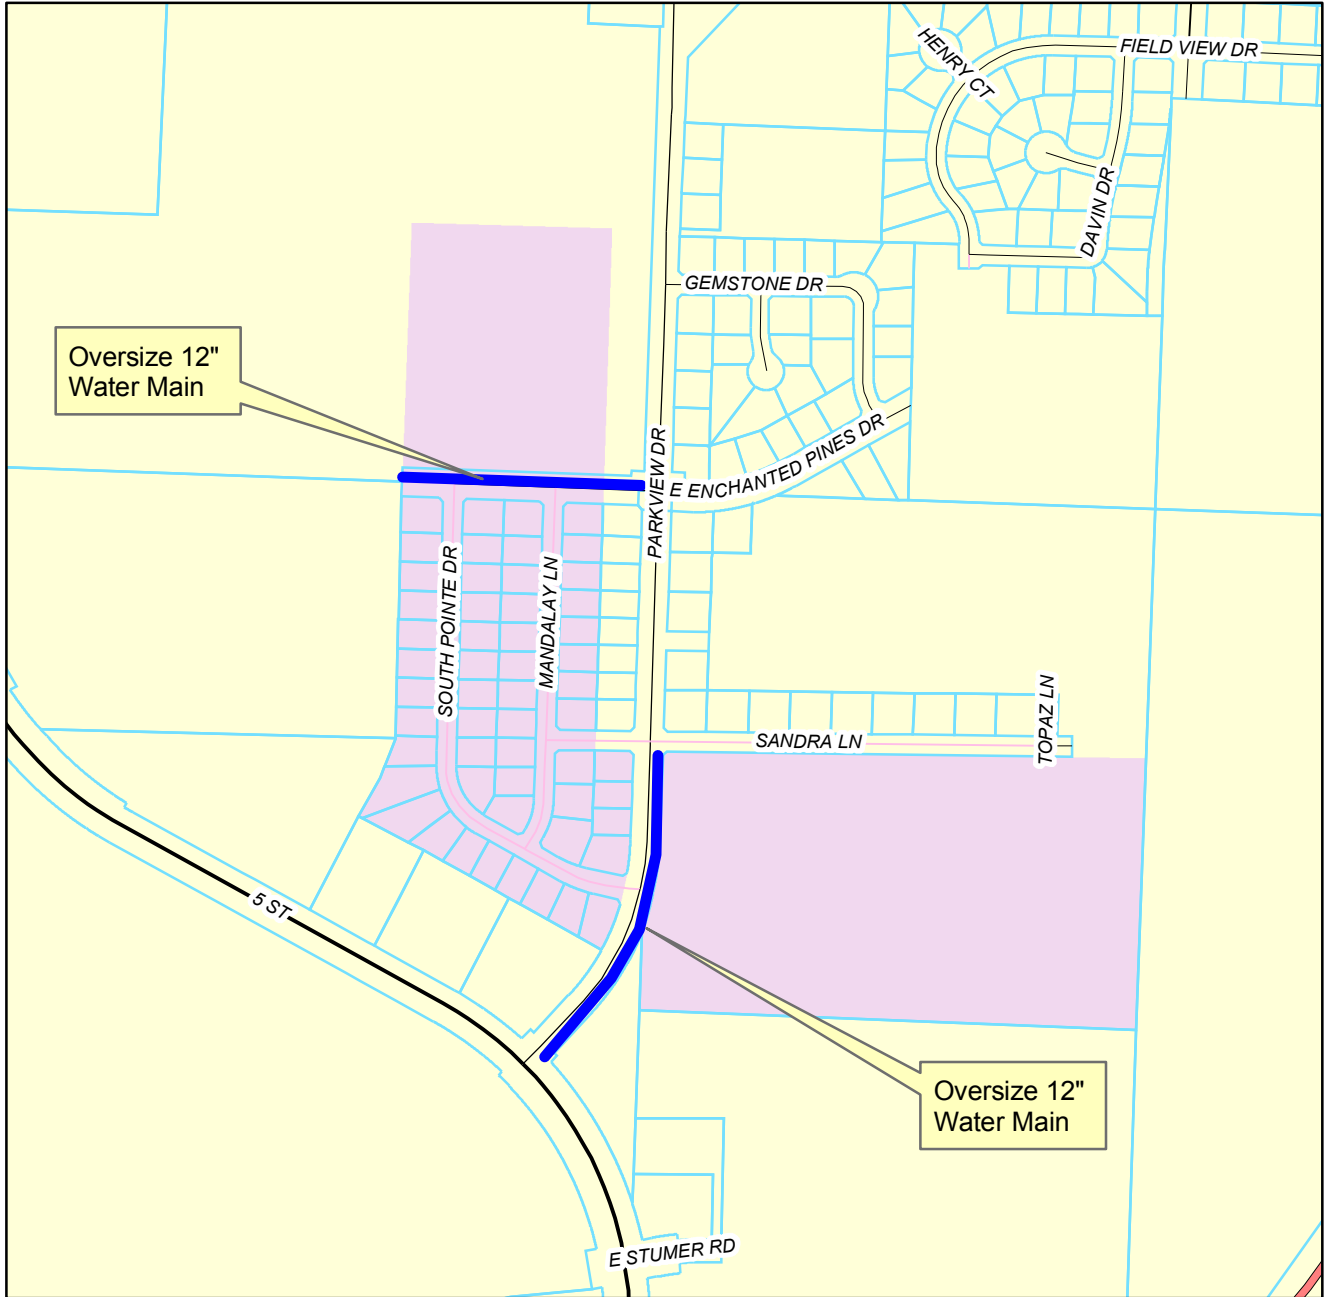 HENRY CT
FIELD VIEW DR
DAVIN DR
GEMSTONE DR
Oversize 12"
Water Main
PARKVIEW DR
E ENCHANTED PINES DR
SOUTH POINTE DR
MANDALAY LN
TOPAZ LN
SANDRA LN
5 ST
Oversize 12"
Water Main
E STUMER RD